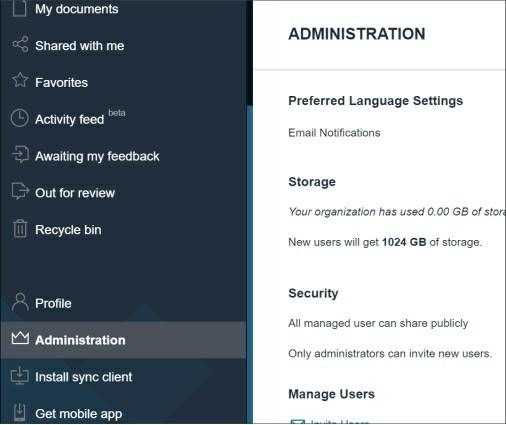 My documents
Shared with me
Favorites
Activity feed beta
Awaiting my feedback
Out for review
Recycle bin
Profile
Administration
Install sync client
Get mobile app
ADMINISTRATION
Preferred Language Settings
Email Notifications
Storage
Your organization has used 0.00 GB of
New users will get 1024 GB of storage.
Security
All managed user can share publicly
Only administrators can invite new users.
Manage Users
Invite Users